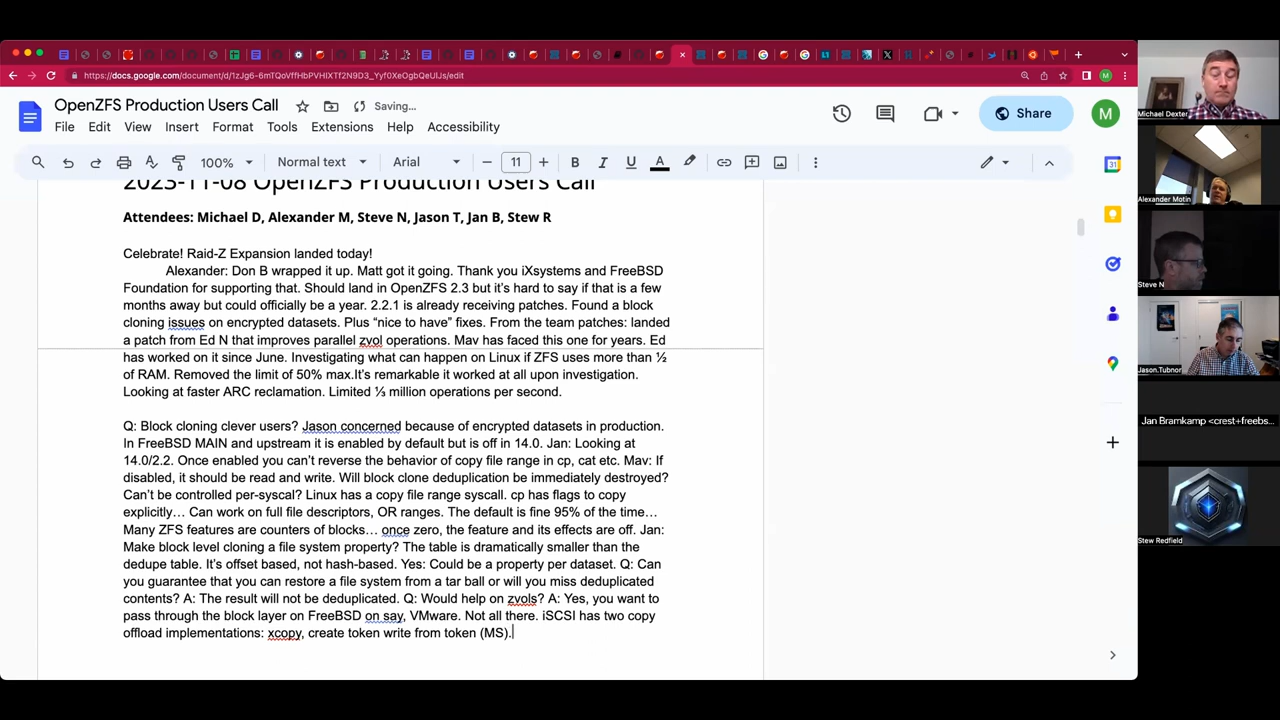 https://docs.google.com/document/d/1zJg6-6mTQoVffHbPVHIXTf2N9D3_Yyf0XeOgbQeUIJs/edit
OpenZFS Production Users Call
Saving...
File Edit View Insert Format Tools Extensions Help Accessibility
Share
M
100% Normal text Arial 11
2023-11-08 OpenZFS Production Users Call
Attendees: Michael D, Alexander M, Steve N, Jason T, Jan B, Stew R
Celebrate! Raid-Z Expansion landed today!
Alexander: Don B wrapped it up. Matt got it going. Thank you iXsystems and FreeBSD
Foundation for supporting that. Should land in OpenZFS 2.3 but it's hard to say if that is a few
months away but could officially be a year. 2.2.1 is already receiving patches. Found a block
cloning issues on encrypted datasets. Plus “nice to have” fixes. From the team patches: landed
a patch from Ed N that improves parallel zvol operations. Mav has faced this one for years. Ed
has worked on it since June. Investigating what can happen on Linux if ZFS uses more than ½
of RAM. Removed the limit of 50% max.It's remarkable it worked at all upon investigation.
Looking at faster ARC reclamation. Limited ⅓ million operations per second.
Q: Block cloning clever users? Jason concerned because of encrypted datasets in production.
In FreeBSD MAIN and upstream it is enabled by default but is off in 14.0. Jan: Looking at
14.0/2.2. Once enabled you can't reverse the behavior of copy file range in cp, cat etc. Mav: If
disabled, it should be read and write. Will block clone deduplication be immediately destroyed?
Can't be controlled per-syscal? Linux has a copy file range syscall. cp has flags to copy
explicitly… Can work on full file descriptors, OR ranges. The default is fine 95% of the time…
Many ZFS features are counters of blocks… once zero, the feature and its effects are off. Jan:
Make block level cloning a file system property? The table is dramatically smaller than the
dedupe table. It's offset based, not hash-based. Yes: Could be a property per dataset. Q: Can
you guarantee that you can restore a file system from a tar ball or will you miss deduplicated
contents? A: The result will not be deduplicated. Q: Would help on zvols? A: Yes, you want to
pass through the block layer on FreeBSD on say, VMware. Not all there. iSCSI has two copy
offload implementations: xcopy, create token write from token (MS).
Michael Dexter
Alexander Motin
Steve N
Jason.Tubnor
Jan Bramkamp <crest+freebs...
Stew Redfield